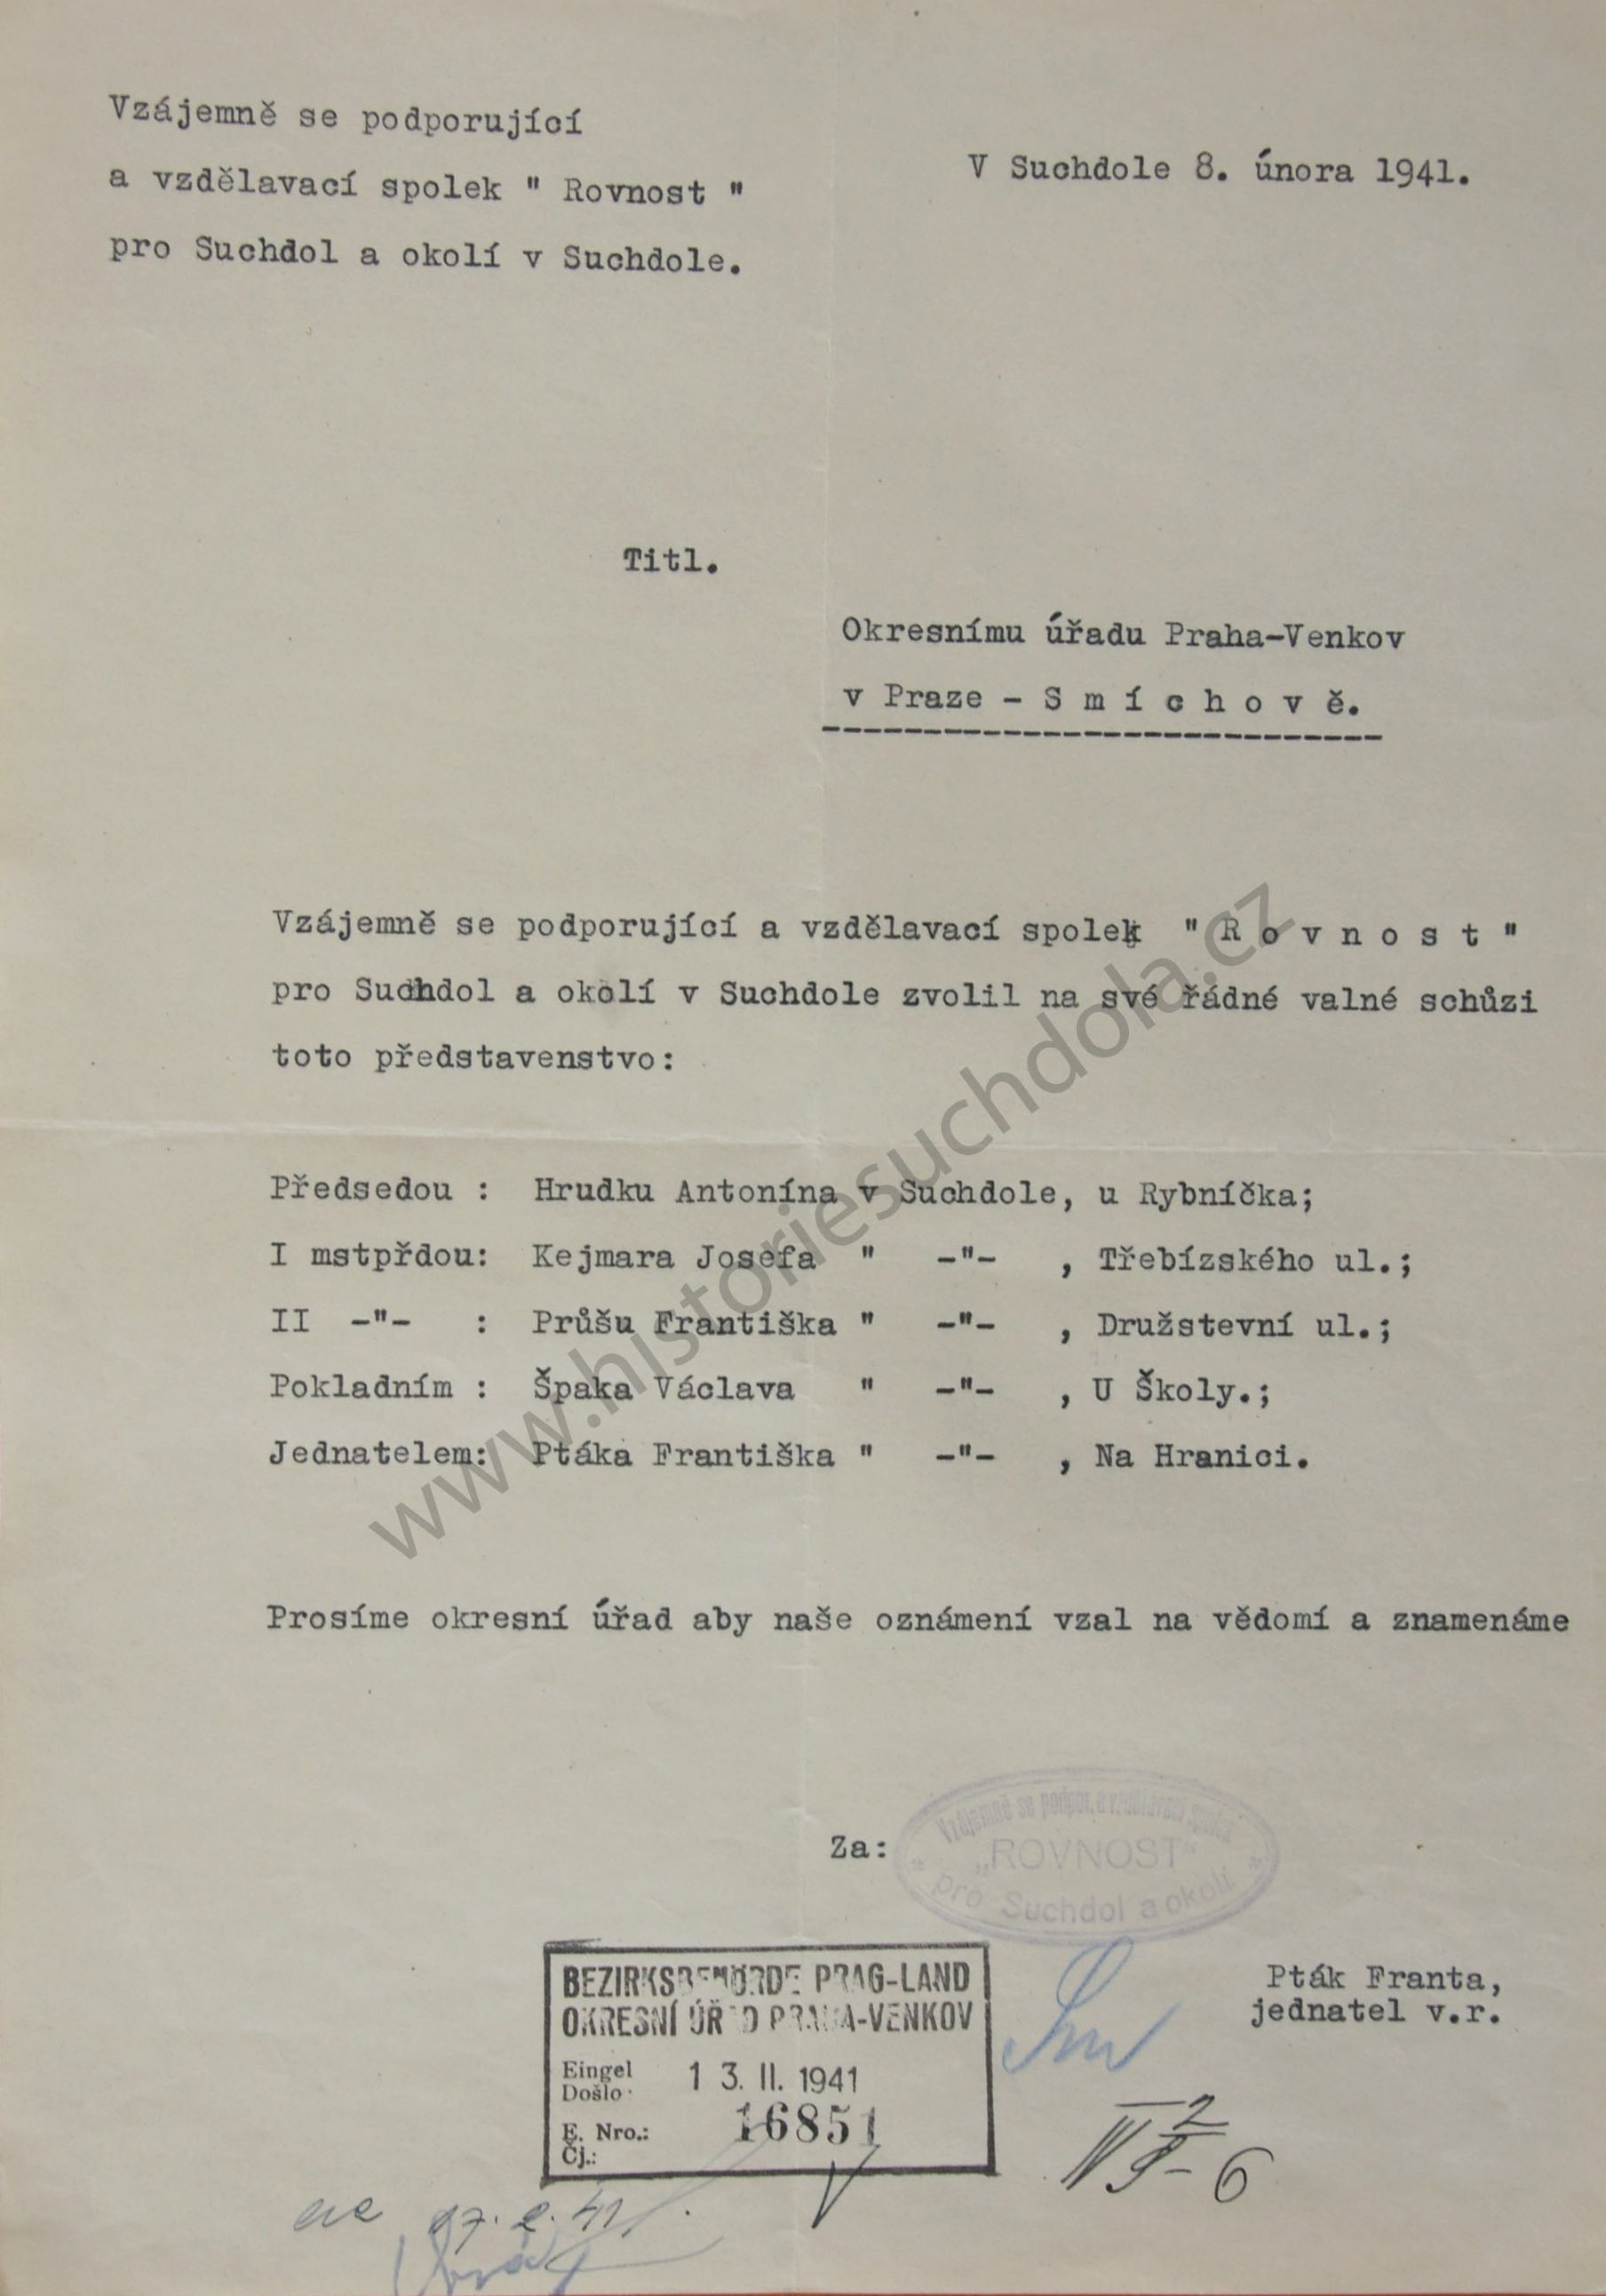 Vzájemně se podporující
a vzdělavací spolek " Rovnost "
pro Suchdol a okolí v Suchdole.
V Suchdole 8. února 1941.
Titl.
Okresnímu úřadu Praha-Venkov
v Praze - S m í c h o v ě.
Vzájemně se podporující a vzdělavací spolek " R o v n o s t "
pro Suchdol a okolí v Suchdole zvolil na své řádné valné schůzi
toto představenstvo:
Předsedou : Hrudku Antonína v Suchdole, u Rybníčka;
I mstpřdou: Kejmara Josefa " -"- , Třebízského ul.;
II -"- : Průšu Františka " -"- , Družstevní ul.;
Pokladním : Špaka Václava " -"- , U Školy.;
Jednatelem: Ptáka Františka " -"- , Na Hranici.
Prosíme okresní úřad aby naše oznámení vzal na vědomí a znamenáme
Za:
Vzájemně se podpor. a vzdělávací spolek
„ROVNOST"
pro Suchdol a okolí
Pták Franta,
jednatel v.r.
BEZIRKSBEHÖRDE PRAG-LAND
OKRESNÍ ÚŘAD PRAHA-VENKOV
Eingel
Došlo 13. II. 1941
E. Nro.: 16851
Čj.:
17. 2. 41
www.historiesuchdola.cz